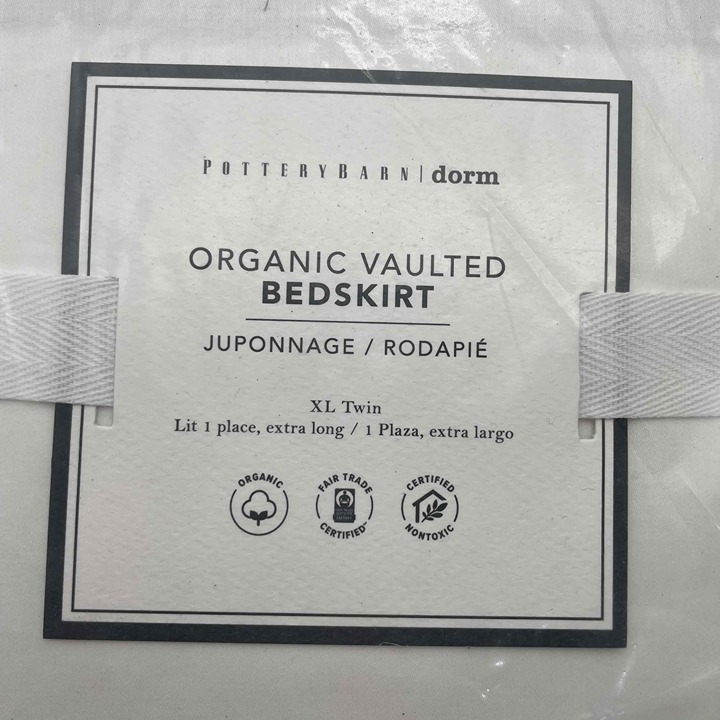 POTTERYBARN | dorm
ORGANIC VAULTED
BEDSKIRT
JUPONNAGE / RODAPIÉ
XL Twin
Lit 1 place, extra long / 1 Plaza, extra largo
ORGANIC
FAIR TRADE
CERTIFIED™
CERTIFIED
NONTOXIC